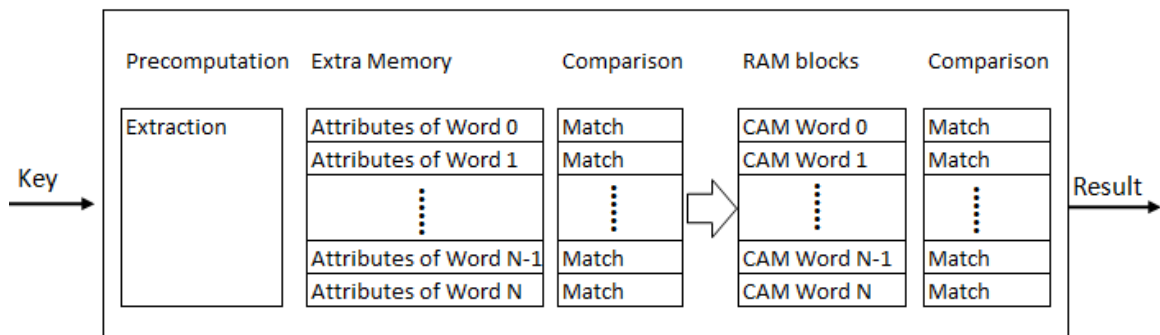 Precomputation Extra Memory Comparison RAM blocks Comparison
Extraction Attributes of Word 0 Match CAM Word 0 Match
Attributes of Word 1 Match CAM Word 1 Match
Key
Result
Attributes of Word N-1 Match CAM Word N-1 Match
Attributes of Word N Match CAM Word N Match